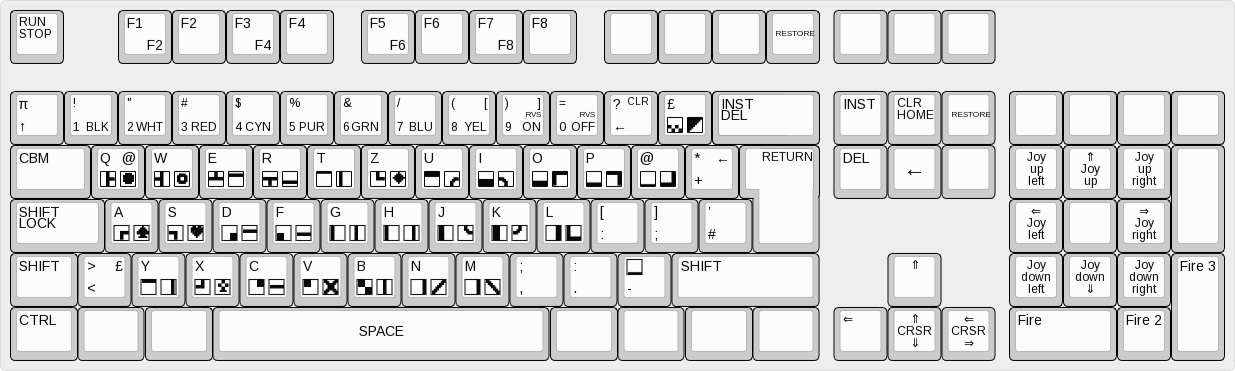 RUN STOP F1 F2 F2 F3 F4 F4 F5 F6 F6 F7 F8 F8 RESTORE
π ↑ ! 1 BLK " 2 WHT # 3 RED $ 4 CYN % 5 PUR & 6 GRN / 7 BLU ( [ 8 YEL ) ] RVS 9 ON = RVS 0 OFF ? CLR ← £ INST DEL INST CLR HOME RESTORE
CBM Q @ W E R T Z U I O P @ * ← + RETURN DEL ← Joy up left ⇑ Joy up Joy up right
SHIFT LOCK A S D F G H J K L [ : ] ; ' # ⇐ Joy left ⇒ Joy right
SHIFT > £ < Y X C V B N M ; , : . - SHIFT ⇑ Joy down left Joy down ⇓ Joy down right Fire 3
CTRL SPACE ⇐ ⇑ CRSR ⇓ ⇐ CRSR ⇒ Fire Fire 2